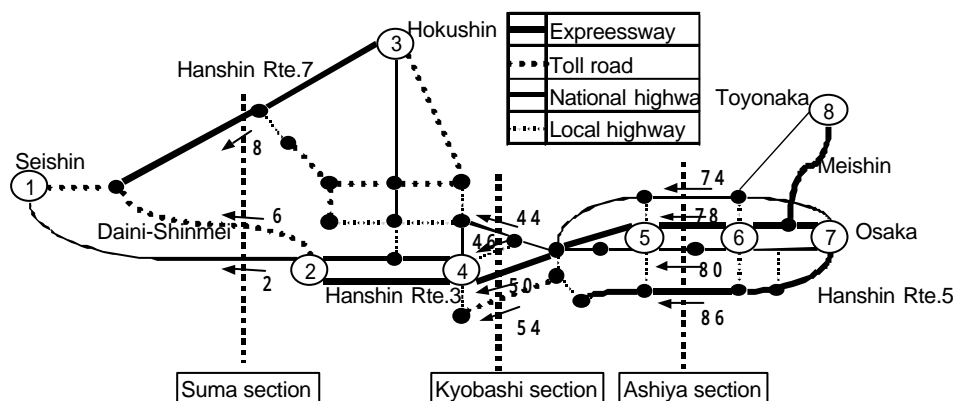 3 Hokushin
Expreessway
Toll road
National highwa
Local highway
Hanshin Rte.7
Toyonaka 8
8
Seishin
1
Meishin
74
6
44
78
Daini-Shinmei
46
5
6
7
Osaka
2
2
4
80
Hanshin Rte.3
50
Hanshin Rte.5
54
86
Suma section
Kyobashi section
Ashiya section